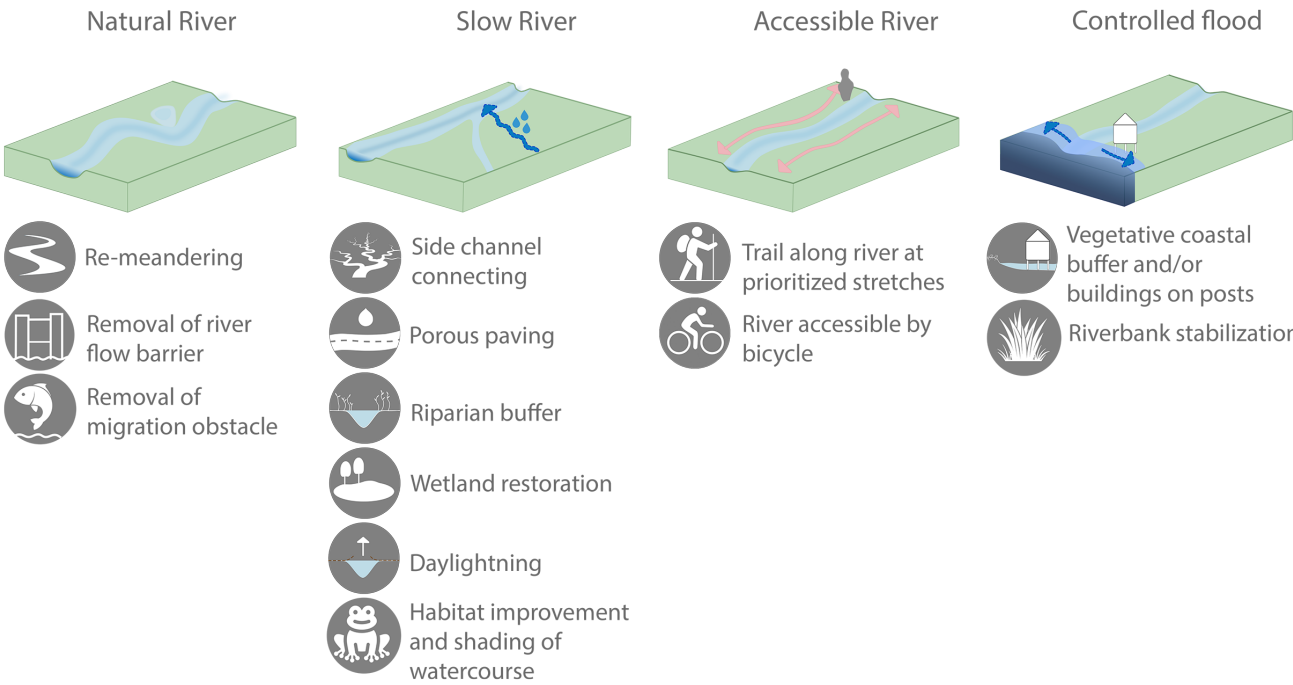 Natural River
Slow River
Accessible River
Controlled flood
Re-meandering
Removal of river
flow barrier
Removal of
migration obstacle
Side channel
connecting
Porous paving
Riparian buffer
Wetland restoration
Daylightning
Habitat improvement
and shading of
watercourse
Trail along river at
prioritized stretches
River accessible by
bicycle
Vegetative coastal
buffer and/or
buildings on posts
Riverbank stabilization